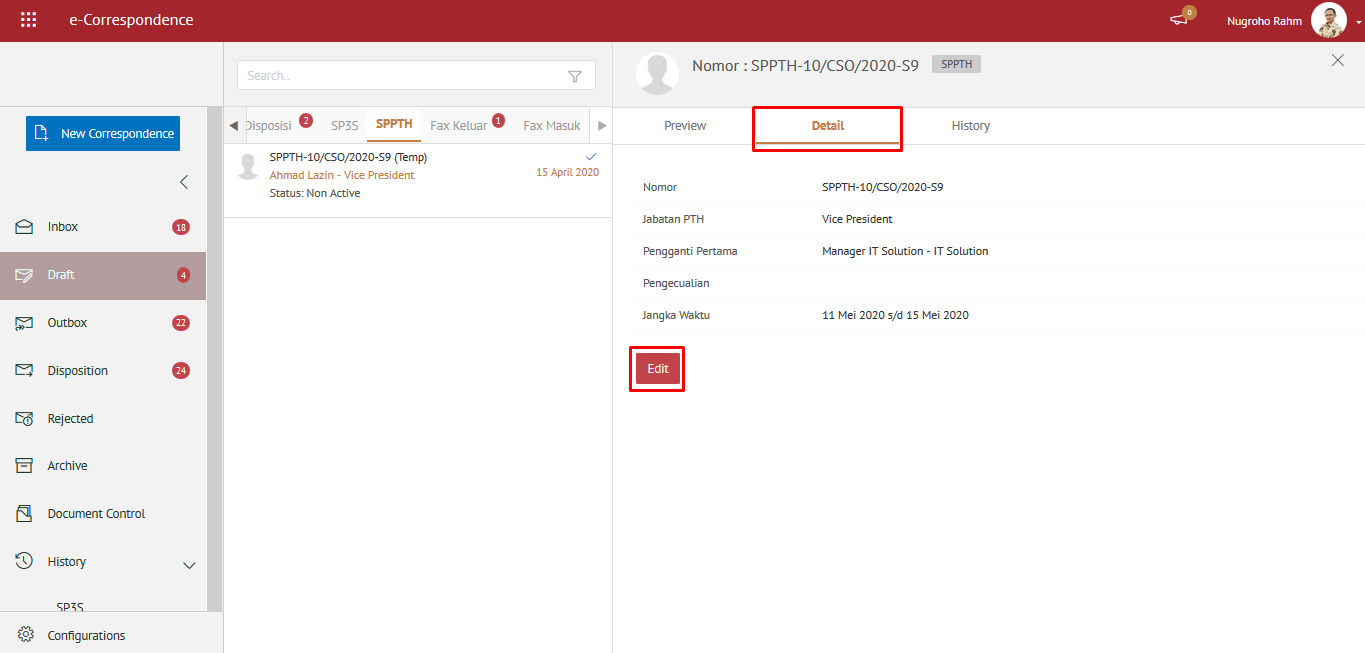 e-Correspondence
0
Nugroho Rahm
New Correspondence
Inbox 18
Draft 4
Outbox 22
Disposition 24
Rejected
Archive
Document Control
History
SP3S
Configurations
Search..
Disposisi 2 SP3S SPPTH Fax Keluar 1 Fax Masuk
SPPTH-10/CSO/2020-S9 (Temp)
Ahmad Lazin - Vice President 15 April 2020
Status: Non Active
Nomor : SPPTH-10/CSO/2020-S9 SPPTH
Preview Detail History
Nomor SPPTH-10/CSO/2020-S9
Jabatan PTH Vice President
Pengganti Pertama Manager IT Solution - IT Solution
Pengecualian
Jangka Waktu 11 Mei 2020 s/d 15 Mei 2020
Edit